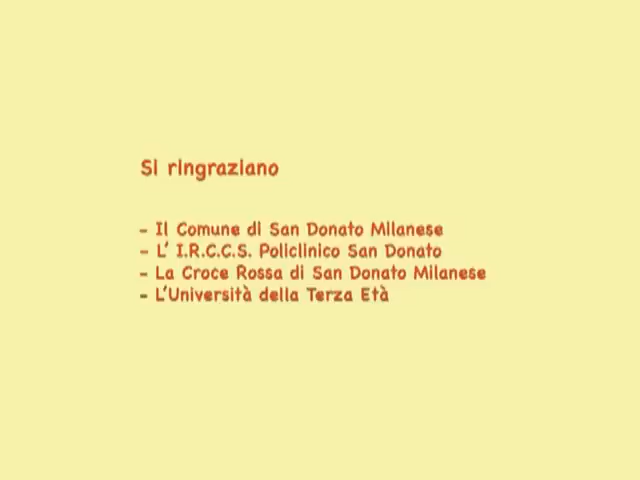 Si ringraziano
- Il Comune di San Donato Milanese
- L' I.R.C.C.S. Policlinico San Donato
- La Croce Rossa di San Donato Milanese
- L'Università della Terza Età